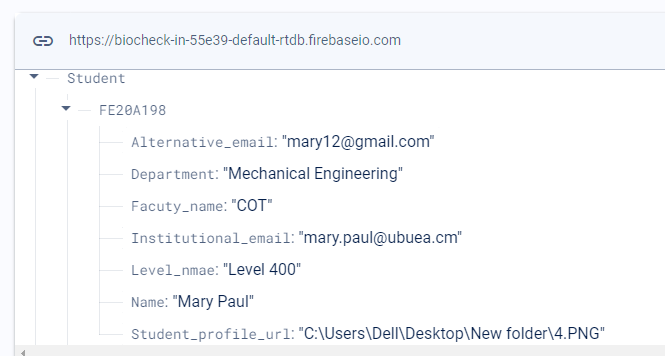 https://biocheck-in-55e39-default-rtdb.firebaseio.com
Student
FE20A198
Alternative_email: "mary12@gmail.com"
Department: "Mechanical Engineering"
Facuty_name: "COT"
Institutional_email: "mary.paul@ubuea.cm"
Level_nmae: "Level 400"
Name: "Mary Paul"
Student_profile_url: "C:\Users\Dell\Desktop\New folder\4.PNG"